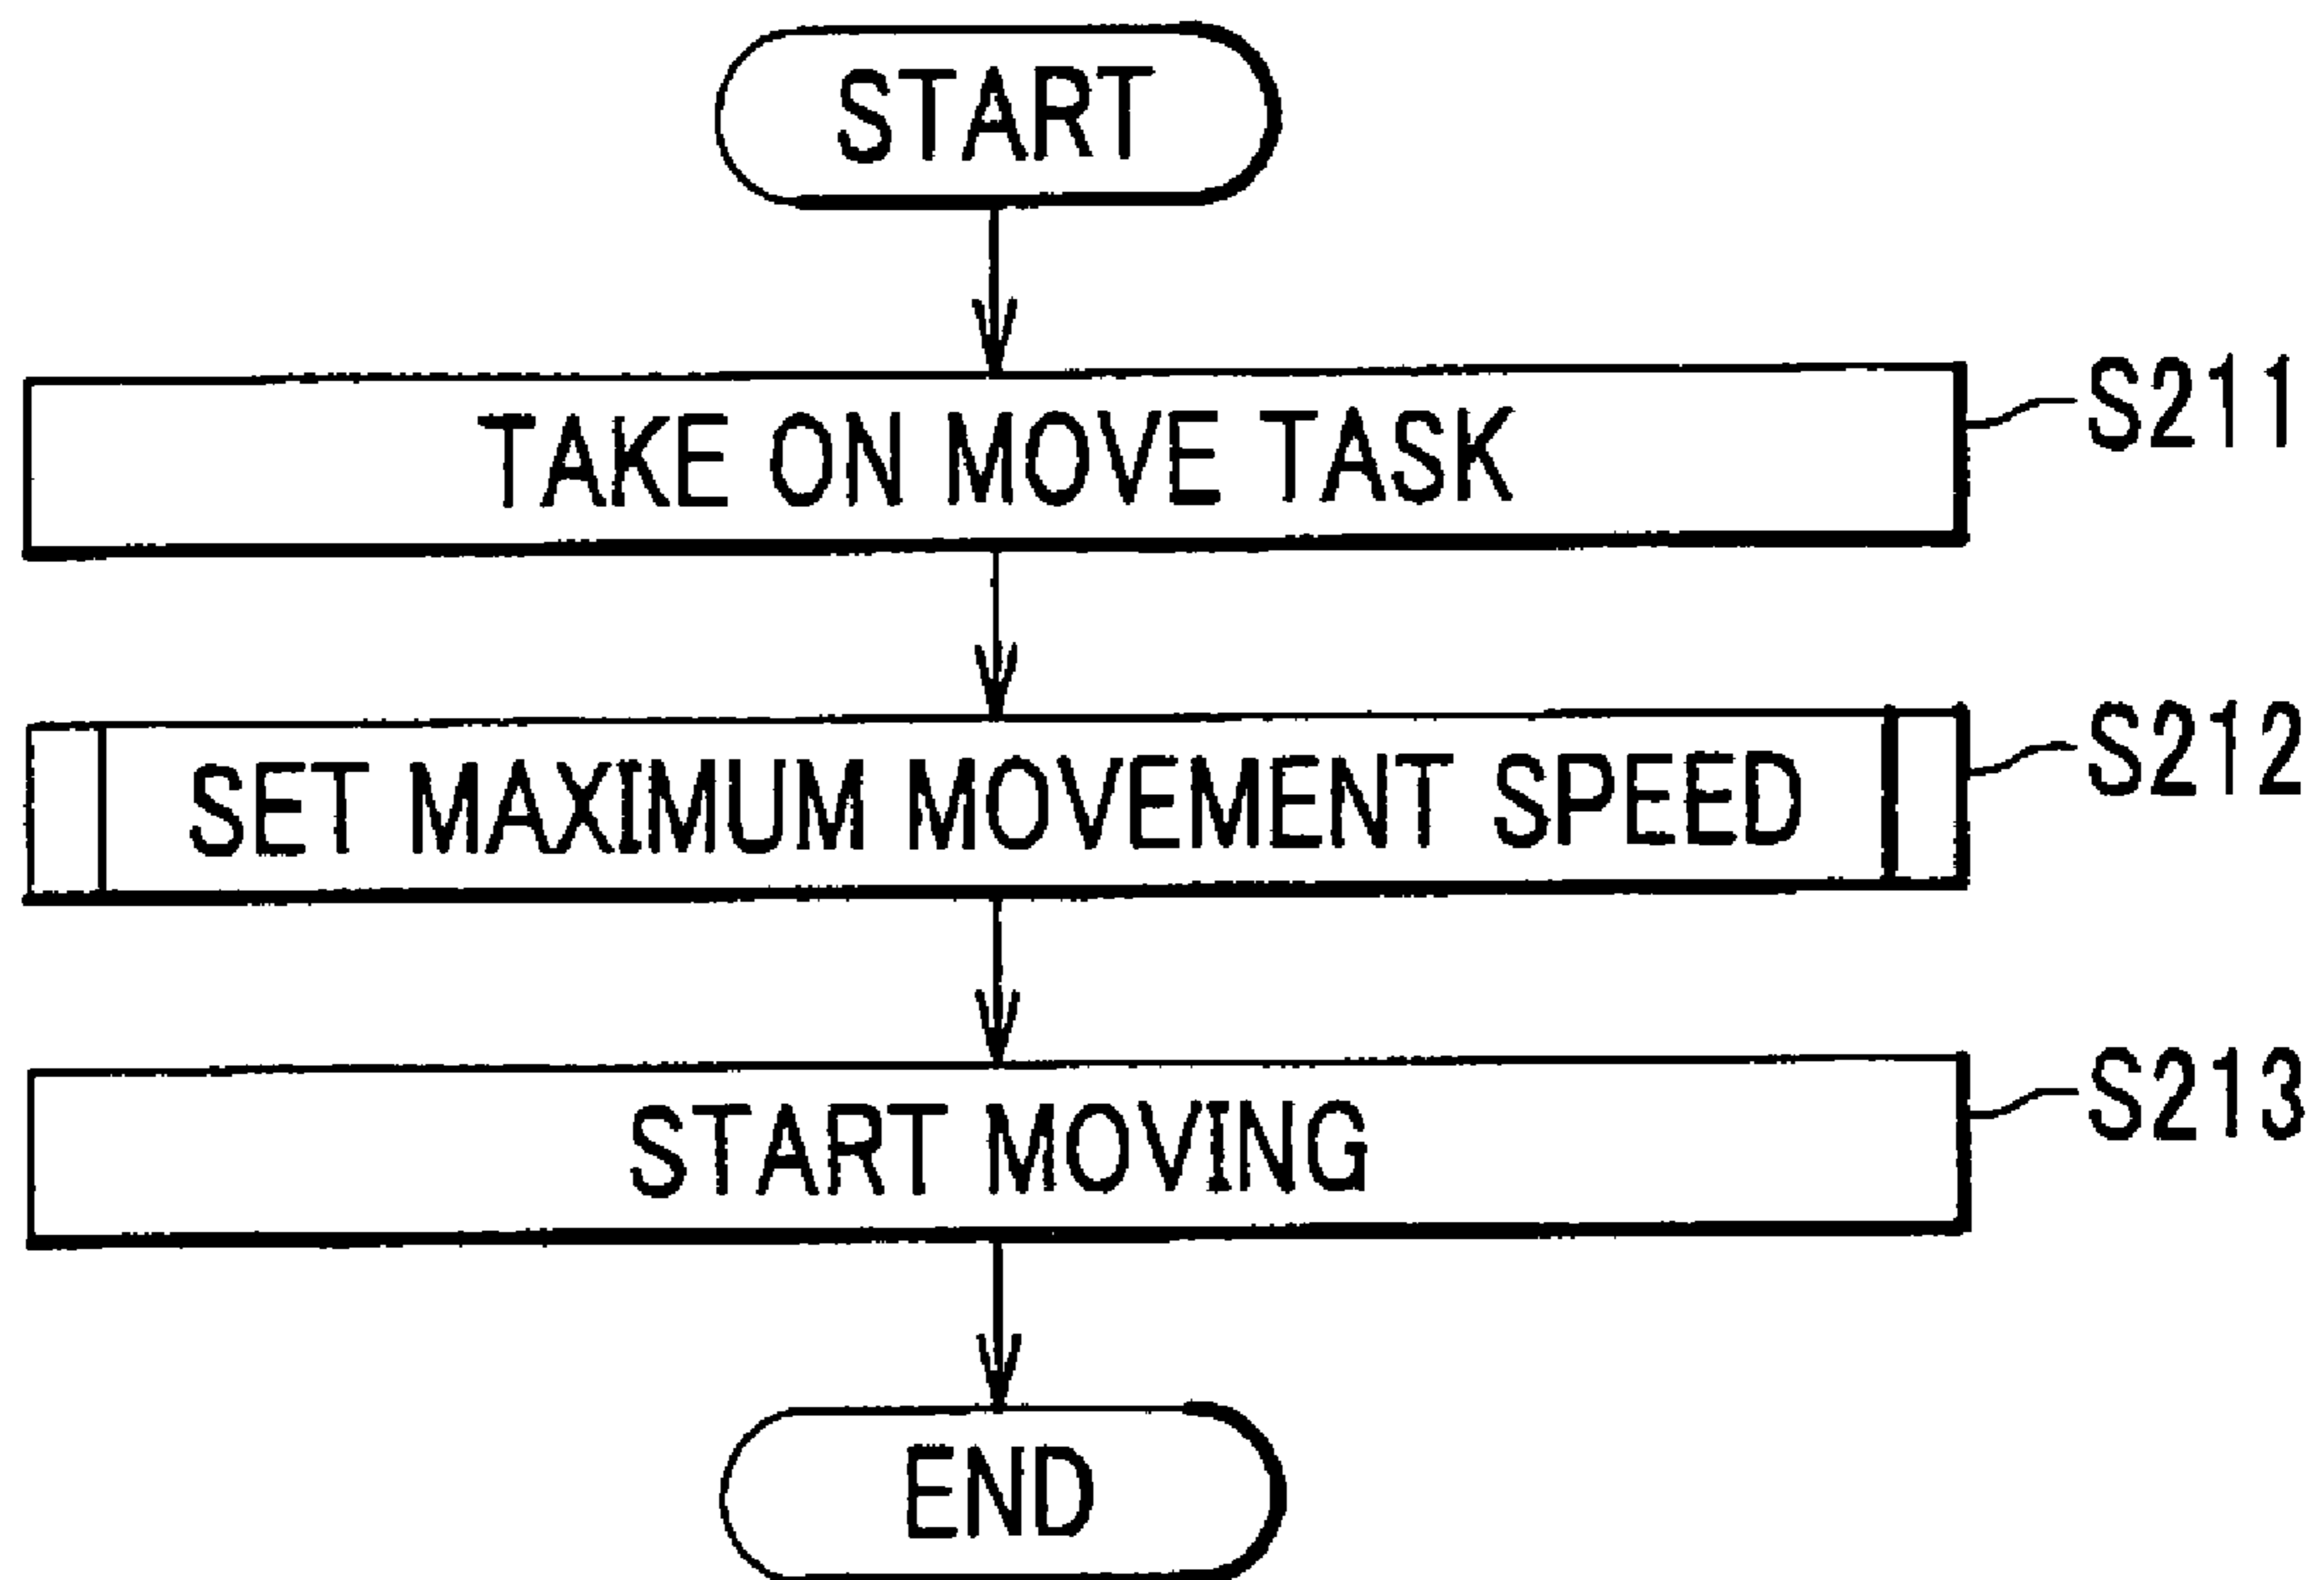 START
TAKE ON MOVE TASK
S211
SET MAXIMUM MOVEMENT SPEED
S212
START MOVING
S213
END